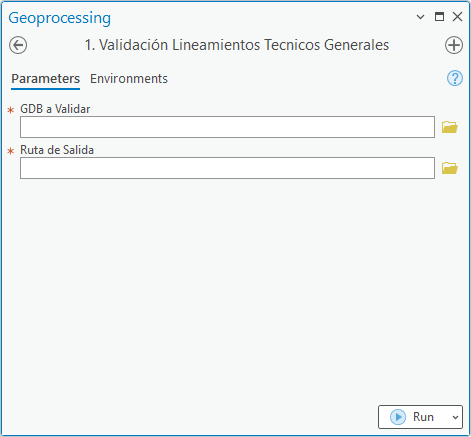 Geoprocessing
1. Validación Lineamientos Tecnicos Generales
Parameters Environments
?
* GDB a Validar
* Ruta de Salida
Run